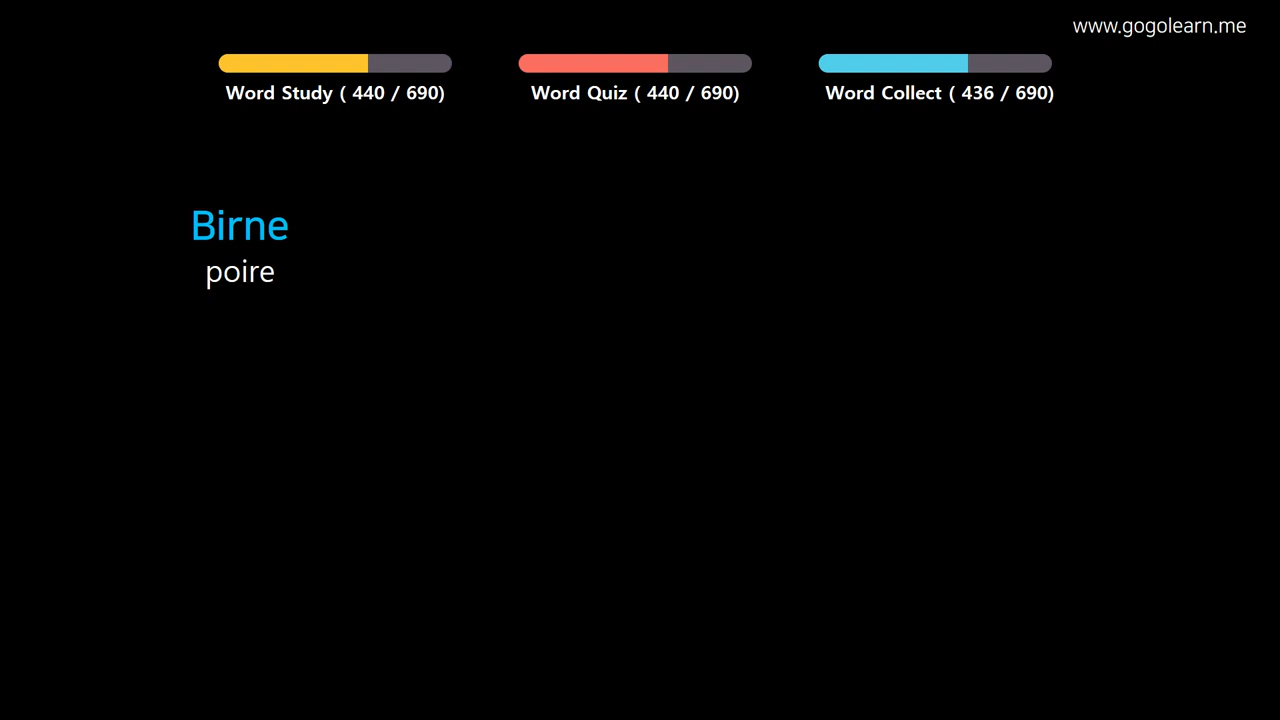 www.gogolearn.me
Word Study ( 440 / 690)
Word Quiz ( 440 / 690)
Word Collect ( 436 / 690)
Birne
poire